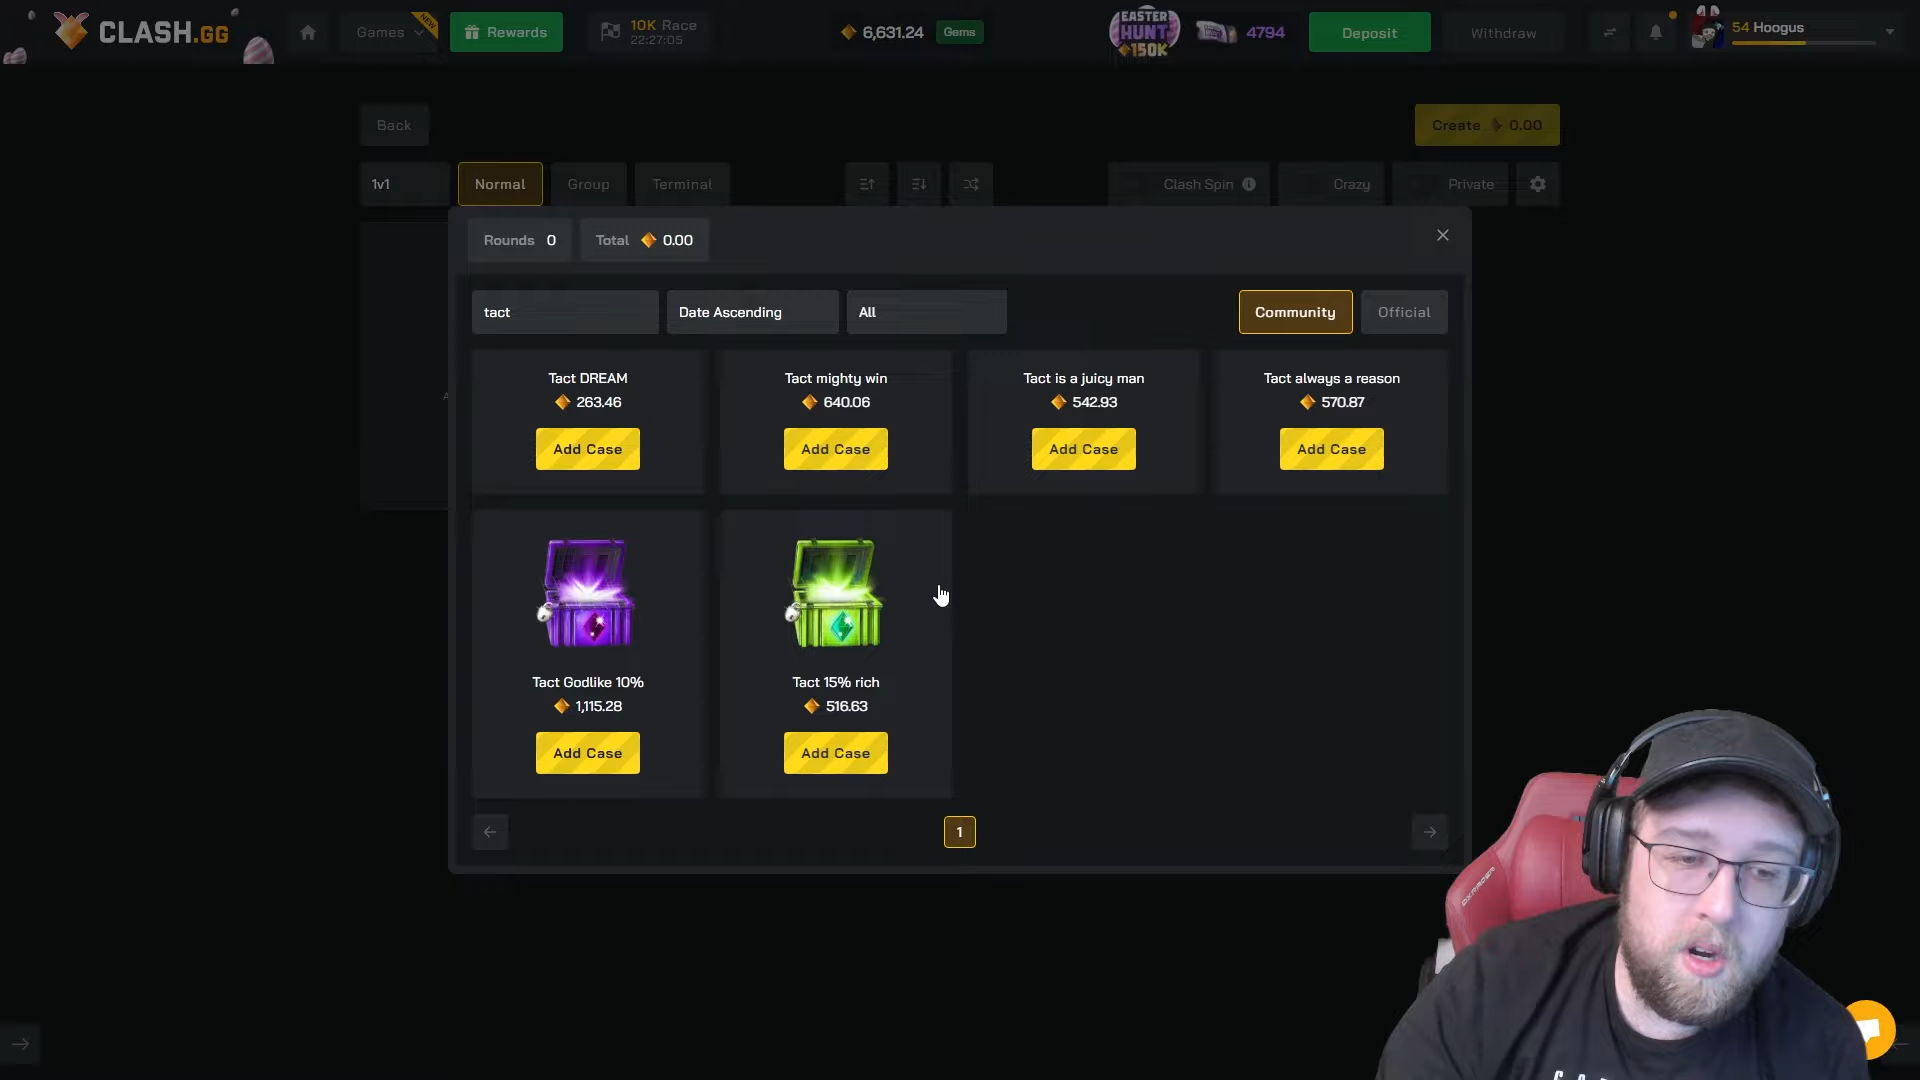 CLASH.GG
Games
NEW
Rewards
10K Race
22:27:05
6,631.24
Gems
EASTER
HUNT
150K
4794
Deposit
Withdraw
54 Hoogus
Back
Create 0.00
1v1
Normal
Group
Terminal
Clash Spin
Crazy
Private
Rounds 0
Total 0.00
tact
Date Ascending
All
Community
Official
Tact DREAM
263.46
Add Case
Tact mighty win
640.06
Add Case
Tact is a juicy man
542.93
Add Case
Tact always a reason
570.87
Add Case
Tact Godlike 10%
1,115.28
Add Case
Tact 15% rich
516.63
Add Case
1
DXRACER